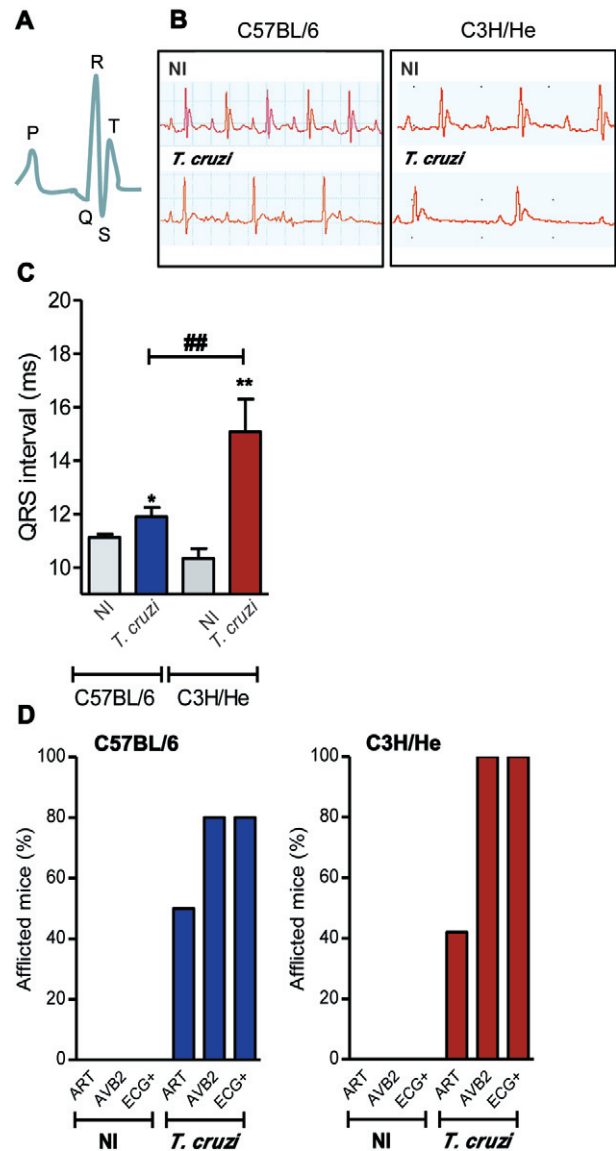 A
R
P
T
Q
S
B
C57BL/6
C3H/He
NI
NI
T. cruzi
T. cruzi
C
QRS interval (ms)
20
18
16
14
12
10
##
*
**
NI
T. cruzi
NI
T. cruzi
C57BL/6
C3H/He
D
C57BL/6
Afflicted mice (%)
100
80
60
40
20
0
ART
AVB2
ECG+
ART
AVB2
ECG+
NI
T. cruzi
C3H/He
Afflicted mice (%)
100
80
60
40
20
0
ART
AVB2
ECG+
ART
AVB2
ECG+
NI
T. cruzi